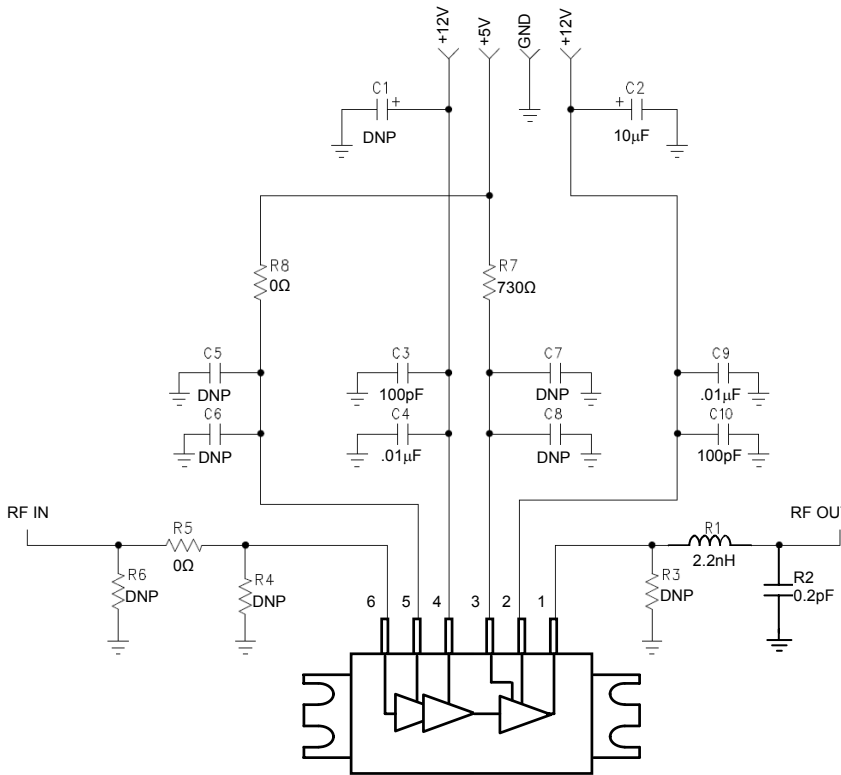 +12V
+5V
GND
+12V
C1
+
DNP
C2
+
10µF
R8
0Ω
R7
730Ω
C5
DNP
C3
100pF
C7
DNP
C9
.01µF
C6
DNP
C4
.01µF
C8
DNP
C10
100pF
RF IN
R5
0Ω
R1
2.2nH
RF OU
R6
DNP
R4
DNP
R3
DNP
R2
0.2pF
6 5 4 3 2 1